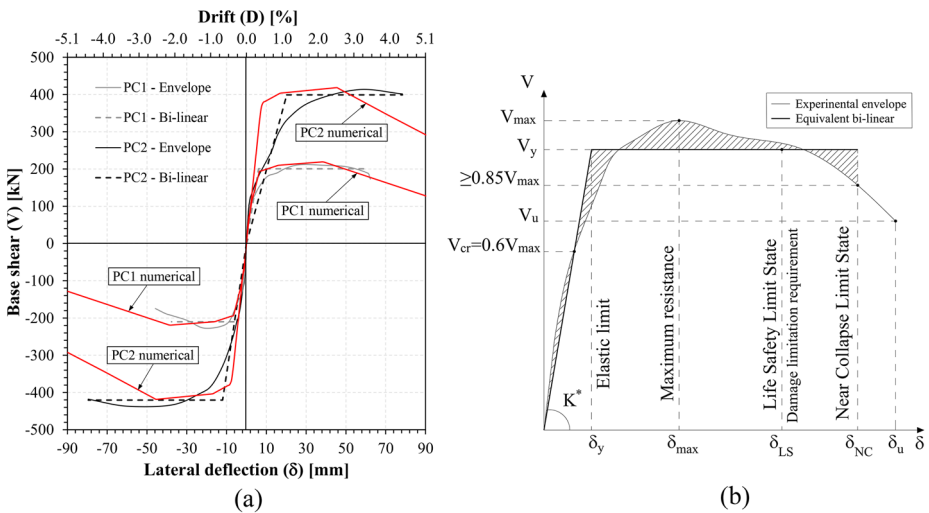 Drift (D) [%]
-5.1 -4.0 -3.0 -2.0 -1.0 0.0 1.0 2.0 3.0 4.0 5.1
500
400
300
200
100
0
-100
-200
-300
-400
-500
Base shear (V) [kN]
PC1 - Envelope
PC1 - Bi-linear
PC2 - Envelope
PC2 - Bi-linear
PC2 numerical
PC1 numerical
PC1 numerical
PC2 numerical
-90 -70 -50 -30 -10 10 30 50 70 90
Lateral deflection (δ) [mm]
(a)
V
Experimental envelope
Equivalent bi-linear
Vmax
Vy
≥0.85Vmax
Vu
Vcr=0.6Vmax
K*
Elastic limit
Maximum resistance
Life Safety Limit State
Damage limitation requirement
Near Collapse Limit State
δy δmax δLS δNC δu δ
(b)